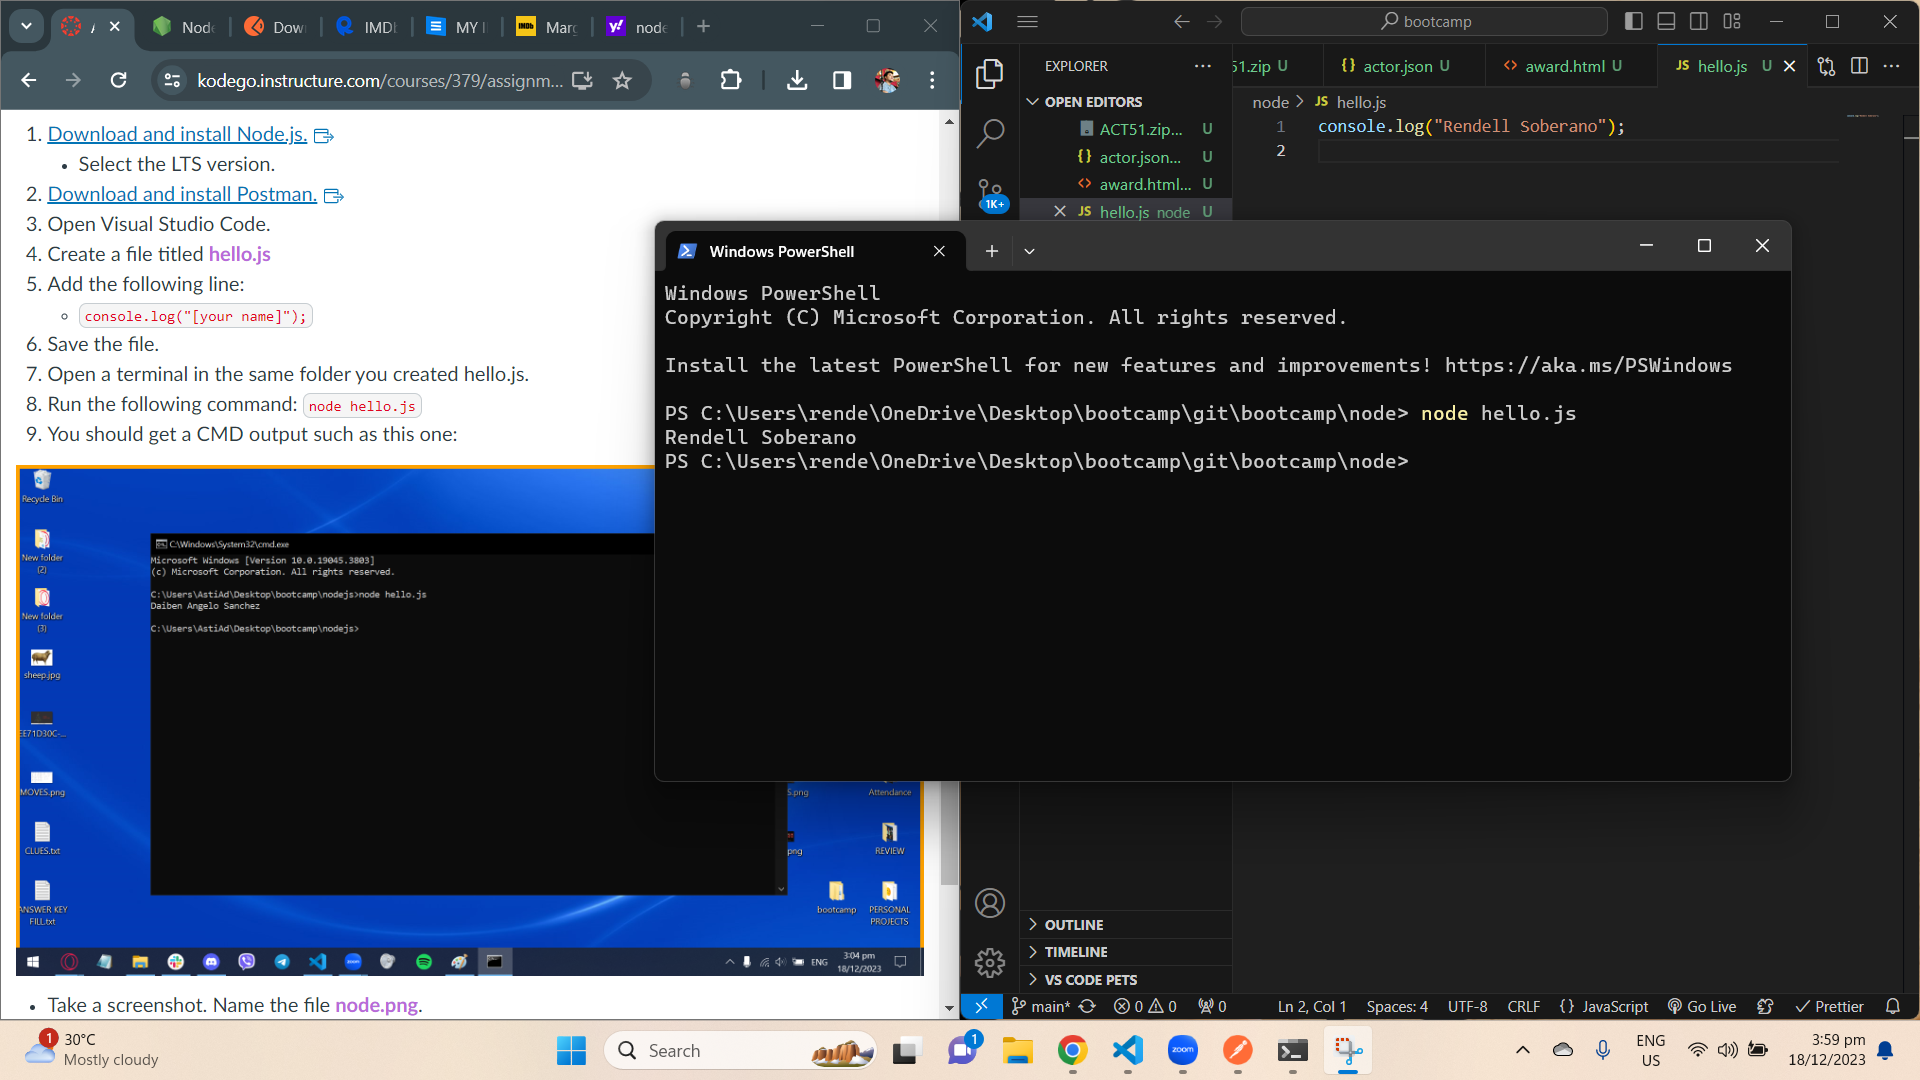 Node
Dow
IMDb
MY I
IMDb
Marg
node
kodego.instructure.com/courses/379/assignm...
1. Download and install Node.js.
Select the LTS version.
2. Download and install Postman.
3. Open Visual Studio Code.
4. Create a file titled hello.js
5. Add the following line:
console.log("[your name]");
6. Save the file.
7. Open a terminal in the same folder you created hello.js.
8. Run the following command: node hello.js
9. You should get a CMD output such as this one:
Recycle Bin
New folder
(2)
New folder
(3)
sheep.jpg
EE71D30C-...
MOVES.png
CLUES.txt
ANSWER KEY
FILL.txt
C:\Windows\System32\cmd.exe
Microsoft Windows [Version 10.0.19045.3803]
(c) Microsoft Corporation. All rights reserved.
C:\Users\AstiAd\Desktop\bootcamp\nodejs>node hello.js
Daiben Angelo Sanchez
C:\Users\AstiAd\Desktop\bootcamp\nodejs>
S.png
Attendance
png
REVIEW
bootcamp
PERSONAL
PROJECTS
ENG
3:04 pm
18/12/2023
Take a screenshot. Name the file node.png.
bootcamp
EXPLORER
51.zip U
{} actor.json U
<> award.html U
JS hello.js U
OPEN EDITORS
ACT51.zip... U
{} actor.json... U
<> award.html... U
JS hello.js node U
1K+
node > JS hello.js
1 console.log("Rendell Soberano");
2
Windows PowerShell
Windows PowerShell
Copyright (C) Microsoft Corporation. All rights reserved.
Install the latest PowerShell for new features and improvements! https://aka.ms/PSWindows
PS C:\Users\rende\OneDrive\Desktop\bootcamp\git\bootcamp\node> node hello.js
Rendell Soberano
PS C:\Users\rende\OneDrive\Desktop\bootcamp\git\bootcamp\node>
OUTLINE
TIMELINE
VS CODE PETS
main* 0 0 0 Ln 2, Col 1 Spaces: 4 UTF-8 CRLF {} JavaScript Go Live Prettier
1
30°C
Mostly cloudy
Search
1
zoom
ENG
US
3:59 pm
18/12/2023